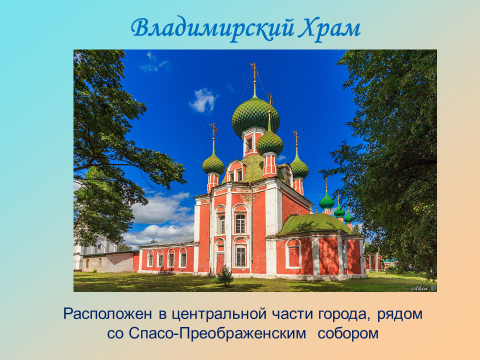 Владимирский Храм
Расположен в центральной части города, рядом
со Спасо-Преображенским собором